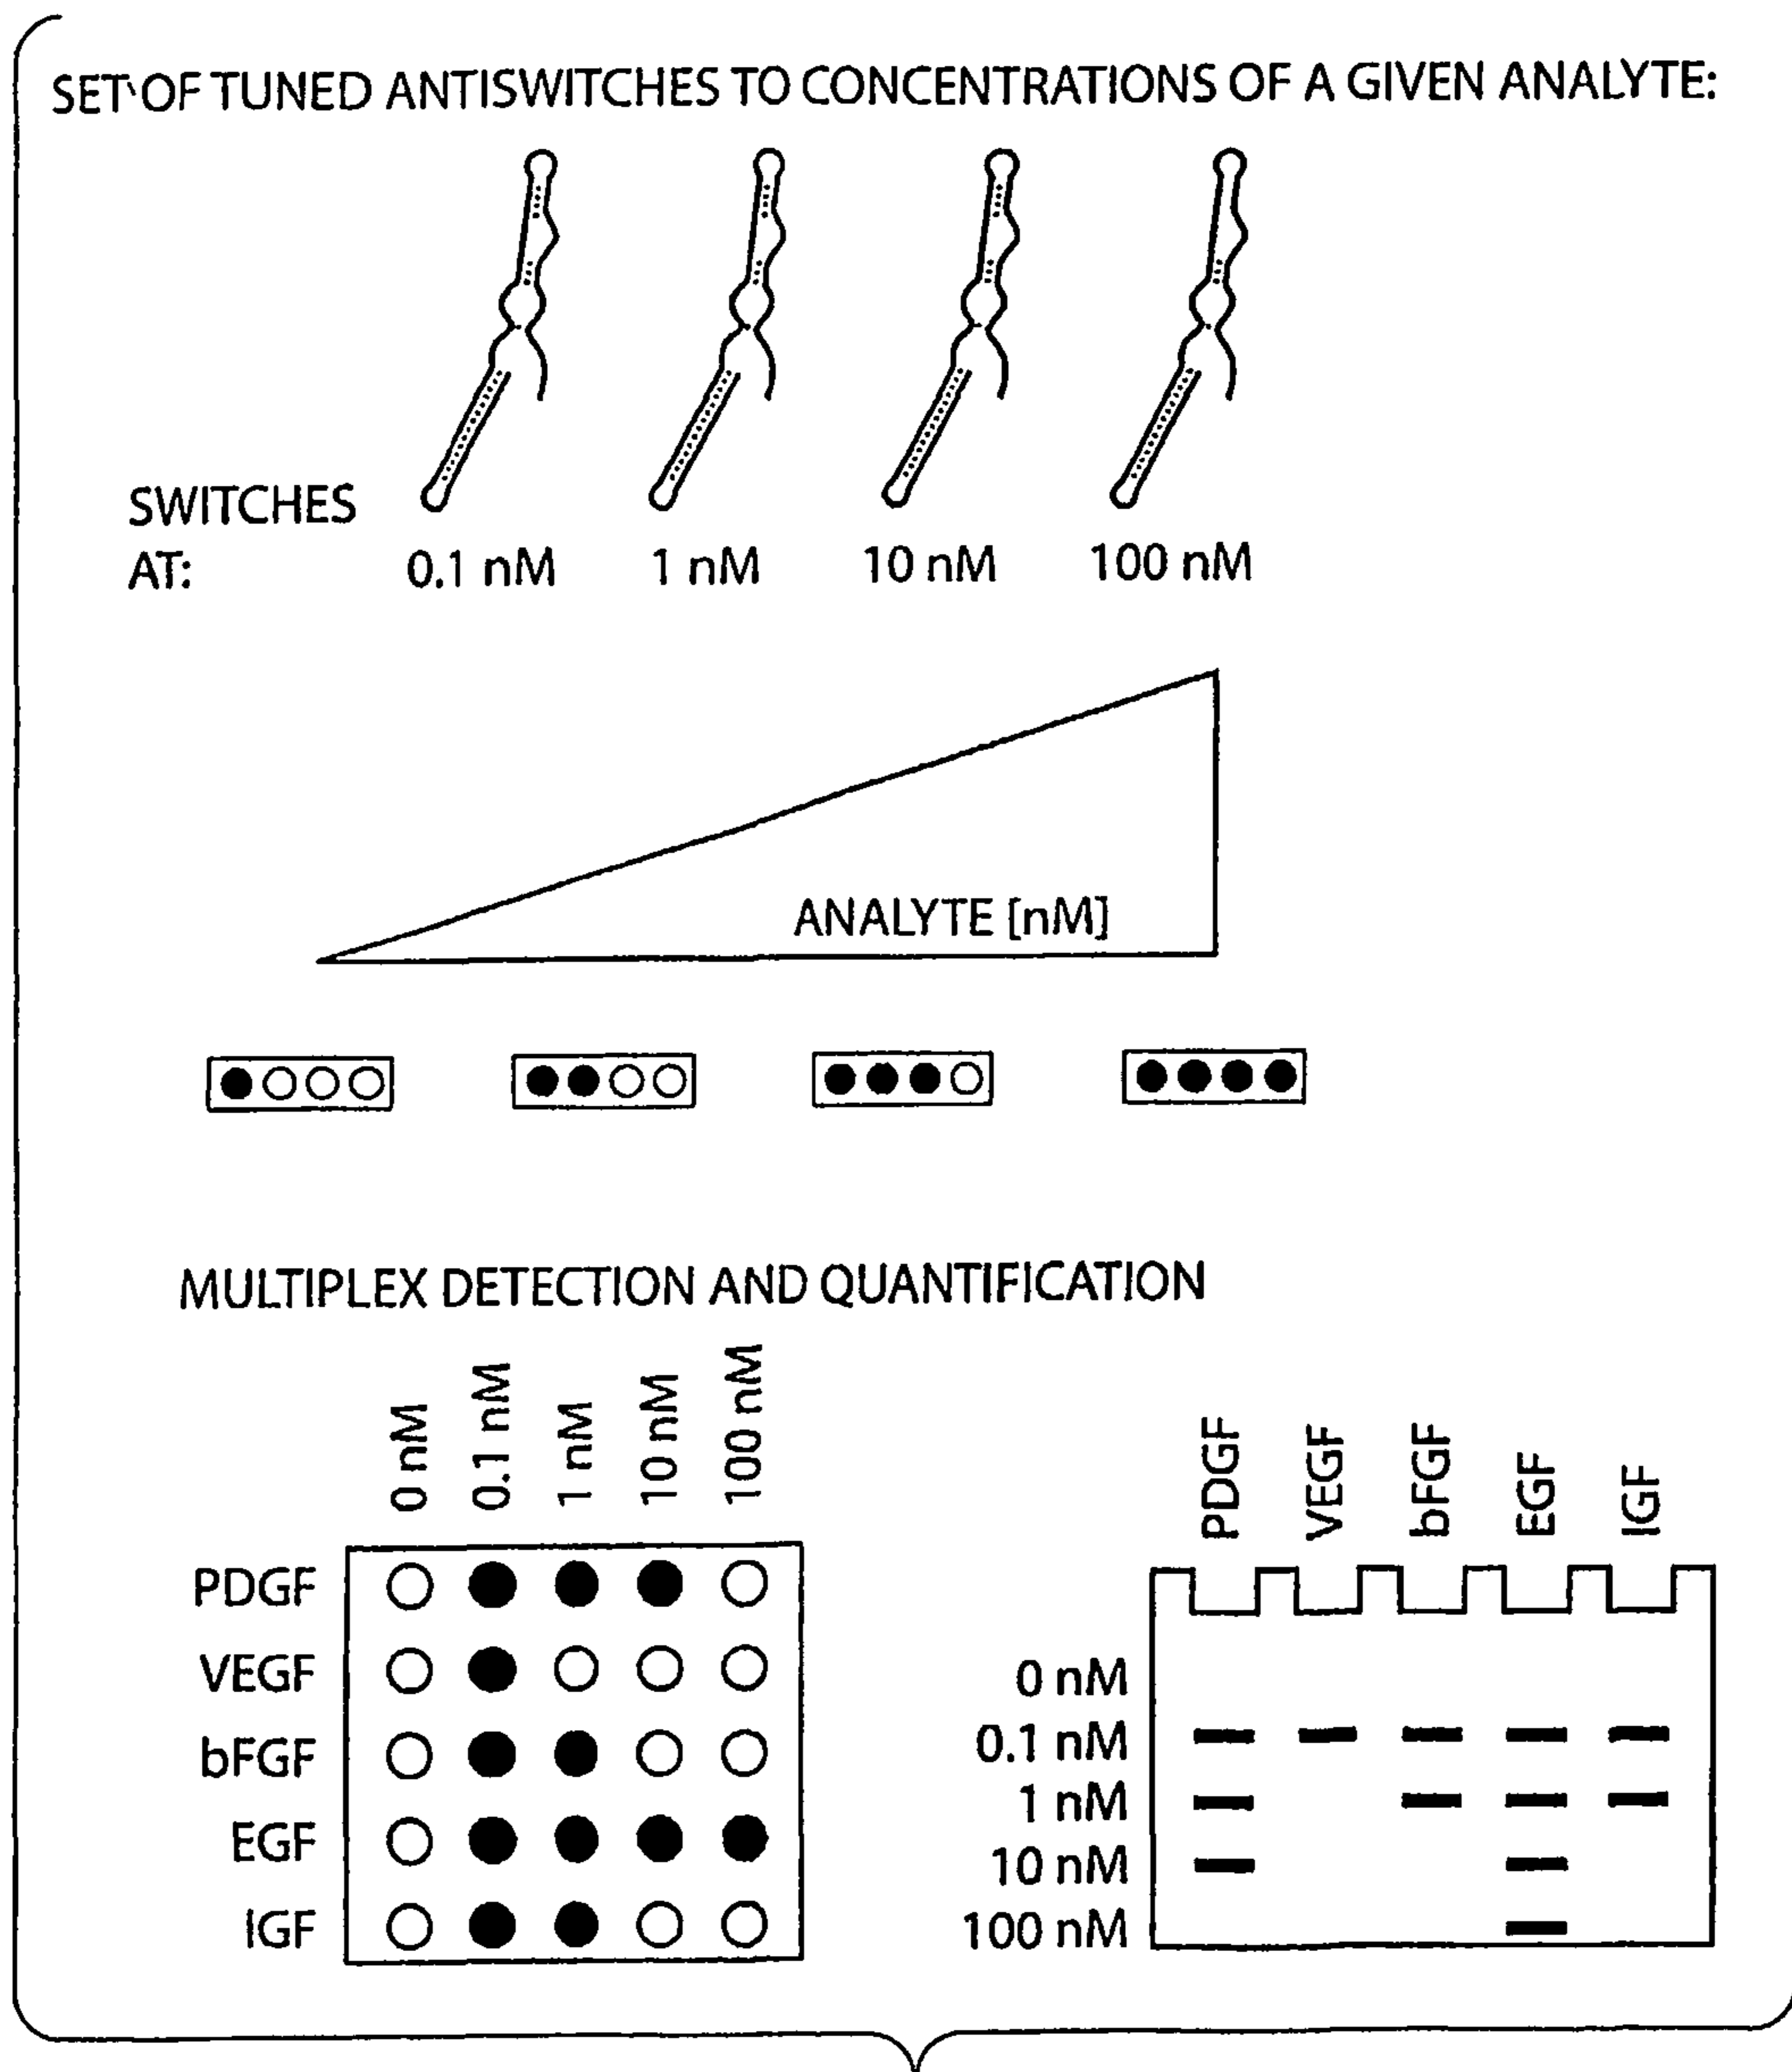 SET OF TUNED ANTISWITCHES TO CONCENTRATIONS OF A GIVEN ANALYTE:
SWITCHES
AT:
0.1 nM 1 nM 10 nM 100 nM
ANALYTE [nM]
MULTIPLEX DETECTION AND QUANTIFICATION
0 nM
0.1 nM
1 nM
10 nM
100 nM
PDGF
VEGF
bFGF
EGF
IGF
PDGF
VEGF
bFGF
EGF
IGF
0 nM
0.1 nM
1 nM
10 nM
100 nM